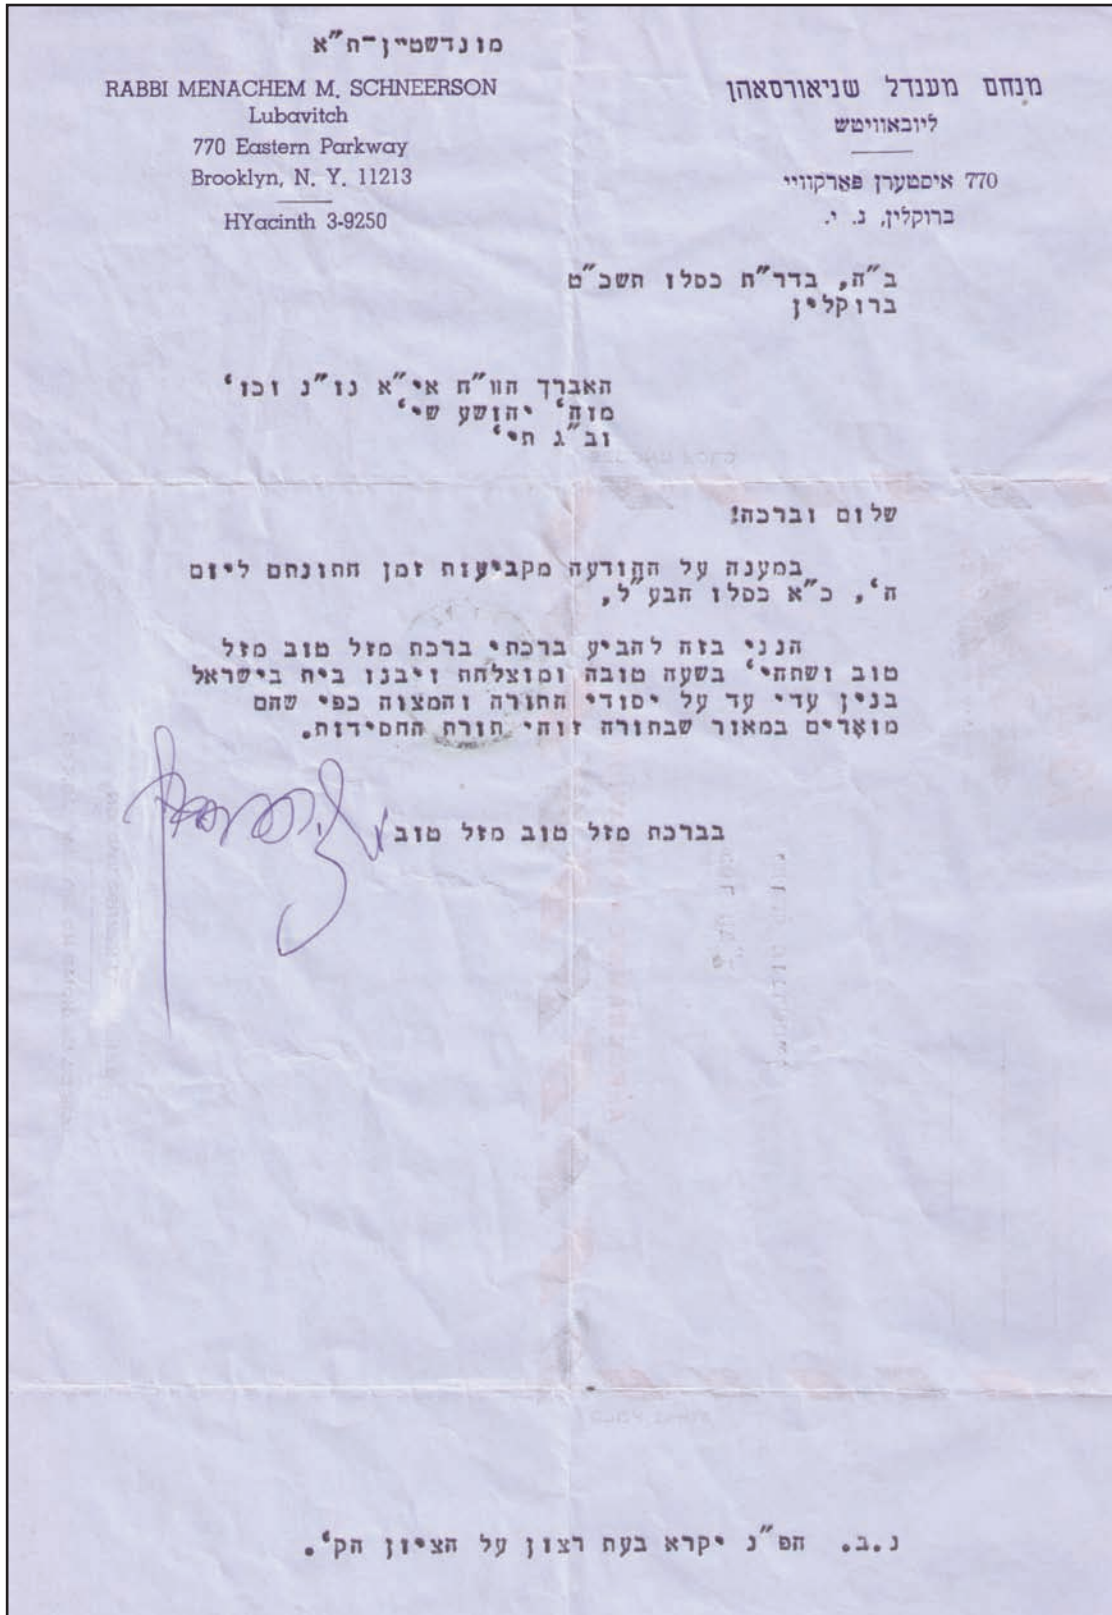 מונדשטיין-ת"א
RABBI MENACHEM M. SCHNEERSON
Lubavitch
770 Eastern Parkway
Brooklyn, N. Y. 11213
HYacinth 3-9250
מנחם מענדל שניאורסאהן
ליובאוויטש
770 איסטערן פארקוויי
ברוקלין, נ. י.
ב"ה, בדר"ח כסלו תשכ"ט
ברוקלין
האברך הוו"ח אי"א נו"נ וכו'
מוה' יהושע שי'
וב"ג תי'
שלום וברכה!
במענה על ההודעה מקביעות זמן חתונתם ליום
ה', כ"א כסלו הבע"ל,
הנני בזה להביע ברכתי ברכת מזל טוב מזל
טוב ושתהי' בשעה טובה ומוצלחת ויבנו בית בישראל
בנין עדי עד על יסודי התורה והמצוה כפי שהם
מוארים במאור שבתורה זוהי תורת החסידות.
בברכת מזל טוב מזל טוב
נ.ב. הפ"נ יקרא בעת רצון על הציון הק'.